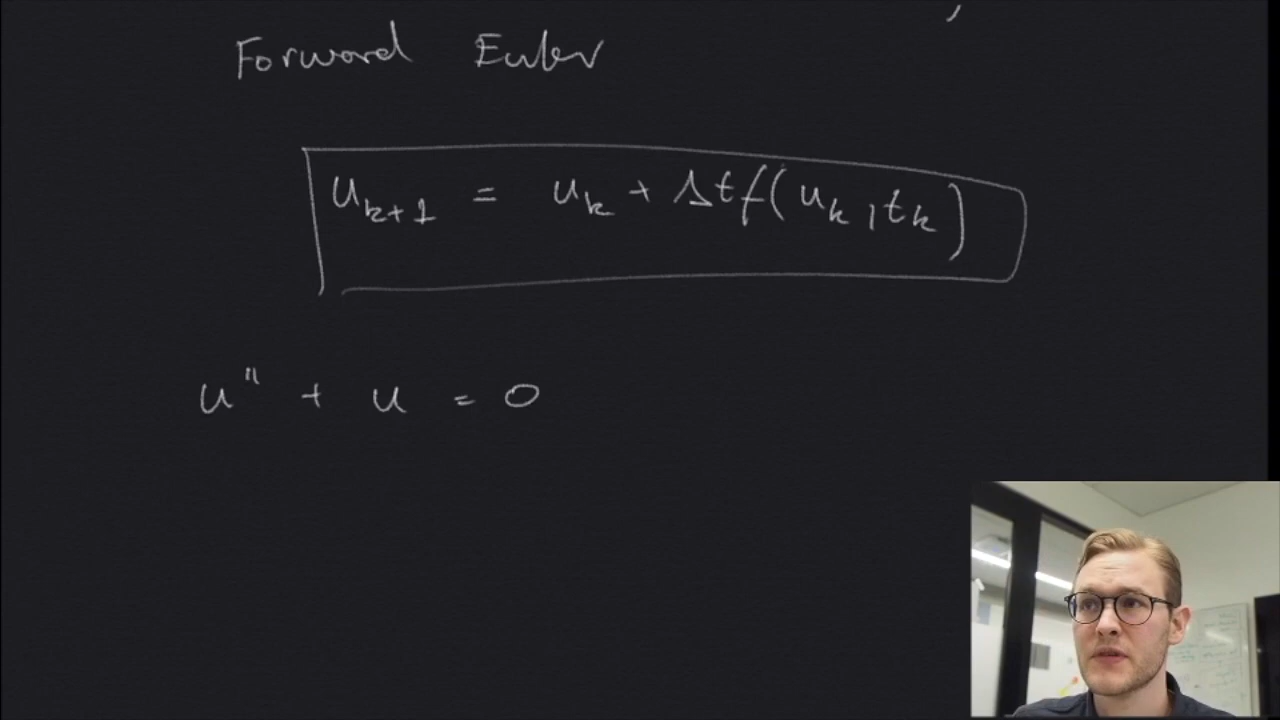 Forward Euler
u_{k+1} = u_k + Δt f(u_k, t_k)
u'' + u = 0